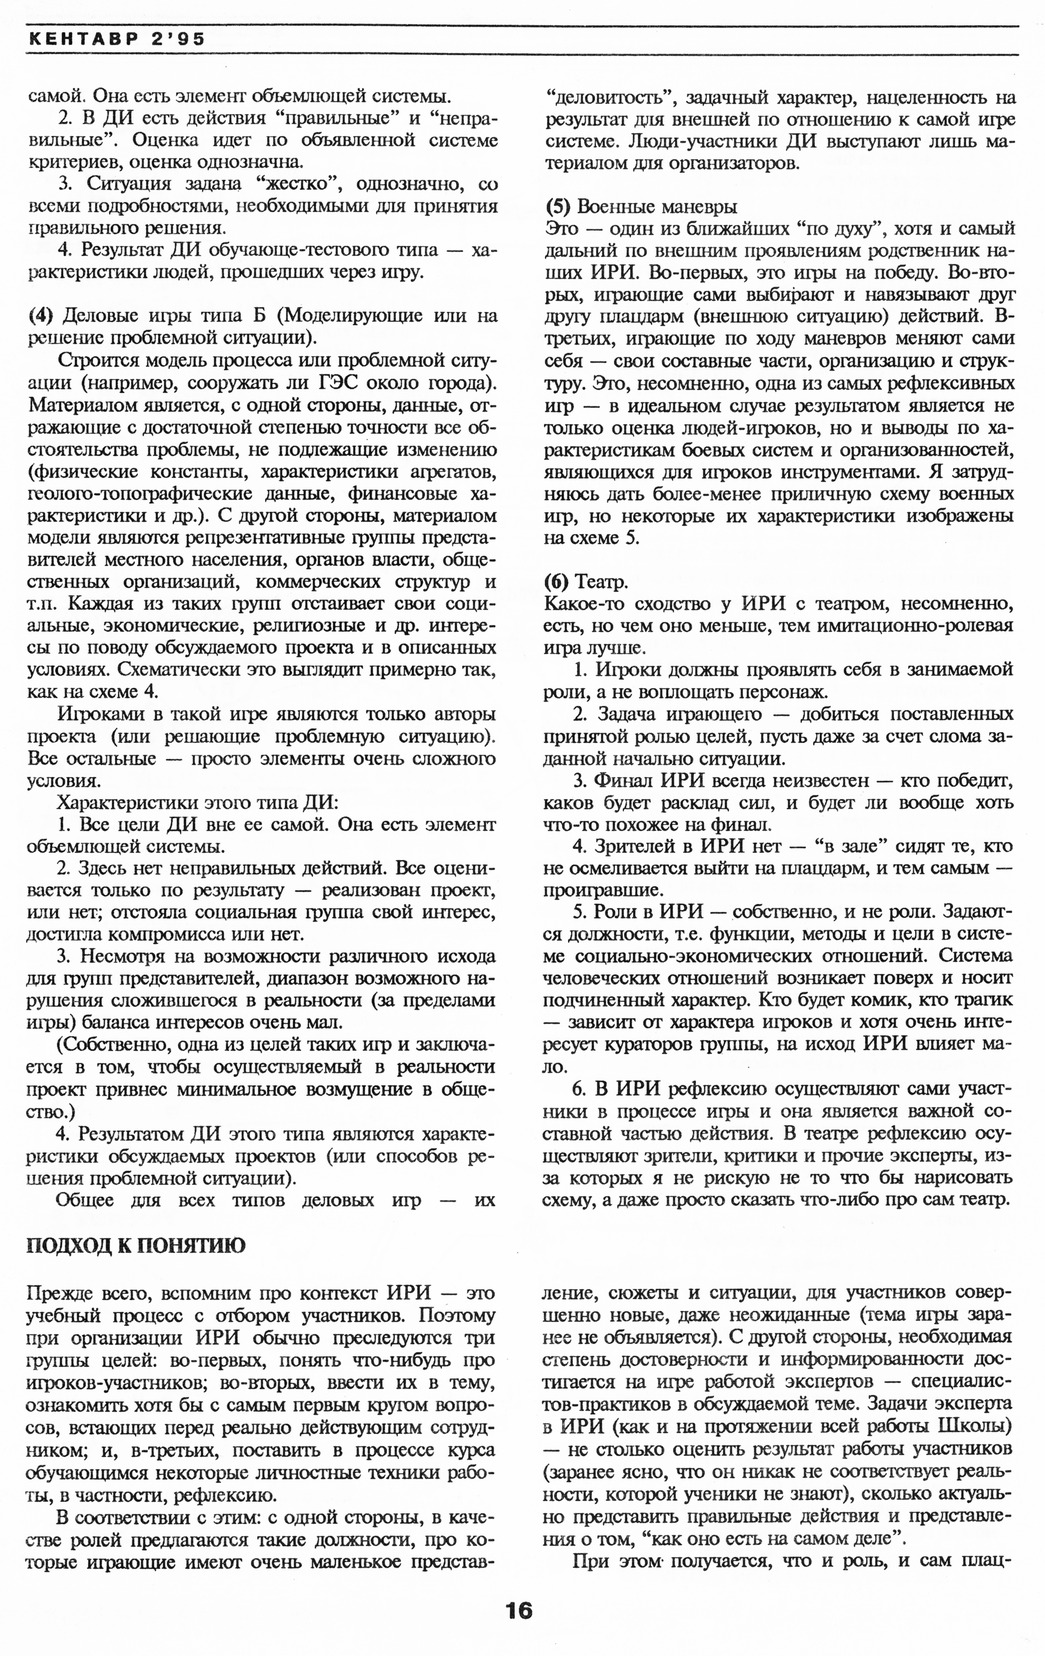 КЕНТАВР 2’95
самой. Она есть элемент объемлющей системы.
2. В ДИ есть действия “правильные” и “непра-
вильные”. Оценка идет по объявленной системе
критериев, оценка однозначна.
3. Ситуация задана “жестко”, однозначно, со
всеми подробностями, необходимыми для принятия
правильного решения.
4. Результат ДИ обучающе-тестового типа — ха-
рактеристики людей, прошедших через игру.
(4) Деловые игры типа Б (Моделирующие или на
решение проблемной ситуации).
Строится модель процесса или проблемной ситу-
ации (например, сооружать ли ГЭС около города).
Материалом является, с одной стороны, данные, от-
ражающие с достаточной степенью точности все об-
стоятельства проблемы, не подлежащие изменению
(физические константы, характеристики агрегатов,
геолого-топографические данные, финансовые ха-
рактеристики и др.). С другой стороны, материалом
модели являются репрезентативные группы предста-
вителей местного населения, органов власти, обще-
ственных организаций, коммерческих структур и
т.п. Каждая из таких групп отстаивает свои соци-
альные, экономические, религиозные и др. интере-
сы по поводу обсуждаемого проекта и в описанных
условиях. Схематически это выглядит примерно так,
как на схеме 4.
Игроками в такой игре являются только авторы
проекта (или решающие проблемную ситуацию).
Все остальные — просто элементы очень сложного
условия.
Характеристики этого типа ДИ:
1. Все цели ДИ вне ее самой. Она есть элемент
объемлющей системы.
2. Здесь нет неправильных действий. Все оцени-
вается только по результату — реализован проект,
или нет; отстояла социальная группа свой интерес,
достигла компромисса или нет.
3. Несмотря на возможности различного исхода
для групп представителей, диапазон возможного на-
рушения сложившегося в реальности (за пределами
игры) баланса интересов очень мал.
(Собственно, одна из целей таких игр и заключа-
ется в том, чтобы осуществляемый в реальности
проект привнес минимальное возмущение в обще-
ство.)
4. Результатом ДИ этого типа являются характе-
ристики обсуждаемых проектов (или способов ре-
шения проблемной ситуации).
Общее для всех типов деловых игр — их
“деловитость”, задачный характер, нацеленность на
результат для внешней по отношению к самой игре
системе. Люди-участники ДИ выступают лишь ма-
териалом для организаторов.
(5) Военные маневры
Это — один из ближайших “по духу”, хотя и самый
дальний по внешним проявлениям родственник на-
ших ИРИ. Во-первых, это игры на победу. Во-вто-
рых, играющие сами выбирают и навязывают друг
другу плацдарм (внешнюю ситуацию) действий. В-
третьих, играющие по ходу маневров меняют сами
себя — свои составные части, организацию и струк-
туру. Это, несомненно, одна из самых рефлексивных
игр — в идеальном случае результатом является не
только оценка людей-игроков, но и выводы по ха-
рактеристикам боевых систем и организованностей,
являющихся для игроков инструментами. Я затруд-
няюсь дать более-менее приличную схему военных
игр, но некоторые их характеристики изображены
на схеме 5.
(6) Театр.
Какое-то сходство у ИРИ с театром, несомненно,
есть, но чем оно меньше, тем имитационно-ролевая
игра лучше.
1. Игроки должны проявлять себя в занимаемой
роли, а не воплощать персонаж.
2. Задача играющего — добиться поставленных
принятой ролью целей, пусть даже за счет слома за-
данной начально ситуации.
3. Финал ИРИ всегда неизвестен — кто победит,
каков будет расклад сил, и будет ли вообще хоть
что-то похожее на финал.
4. Зрителей в ИРИ нет — “в зале” сидят те, кто
не осмеливается выйти на плацдарм, и тем самым —
проигравшие.
5. Роли в ИРИ — собственно, и не роли. Задают-
ся должности, т.е. функции, методы и цели в систе-
ме социально-экономических отношений. Система
человеческих отношений возникает поверх и носит
подчиненный характер. Кто будет комик, кто трагик
— зависит от характера игроков и хотя очень инте-
ресует кураторов группы, на исход ИРИ влияет ма-
ло.
6. В ИРИ рефлексию осуществляют сами участ-
ники в процессе игры и она является важной со-
ставной частью действия. В театре рефлексию осу-
ществляют зрители, критики и прочие эксперты, из-
за которых я не рискую не то что бы нарисовать
схему, а даже просто сказать что-либо про сам театр.
ПОДХОД К ПОНЯТИЮ
Прежде всего, вспомним про контекст ИРИ — это
учебный процесс с отбором участников. Поэтому
при организации ИРИ обычно преследуются три
группы целей: во-первых, понять что-нибудь про
игроков-участников; во-вторых, ввести их в тему,
ознакомить хотя бы с самым первым кругом вопро-
сов, встающих перед реально действующим сотруд-
ником; и, в-третьих, поставить в процессе курса
обучающимся некоторые личностные техники рабо-
ты, в частности, рефлексию.
В соответствии с этим: с одной стороны, в каче-
стве ролей предлагаются такие должности, про ко-
торые играющие имеют очень маленькое представ-
ление, сюжеты и ситуации, для участников совер-
шенно новые, даже неожиданные (тема игры зара-
нее не объявляется). С другой стороны, необходимая
степень достоверности и информированности дос-
тигается на игре работой экспертов — специалис-
тов-практиков в обсуждаемой теме. Задачи эксперта
в ИРИ (как и на протяжении всей работы Школы)
— не столько оценить результат работы участников
(заранее ясно, что он никак не соответствует реаль-
ности, которой ученики не знают), сколько актуаль-
но представить правильные действия и представле-
ния о том, “как оно есть на самом деле”.
При этом получается, что и роль, и сам плац-
16